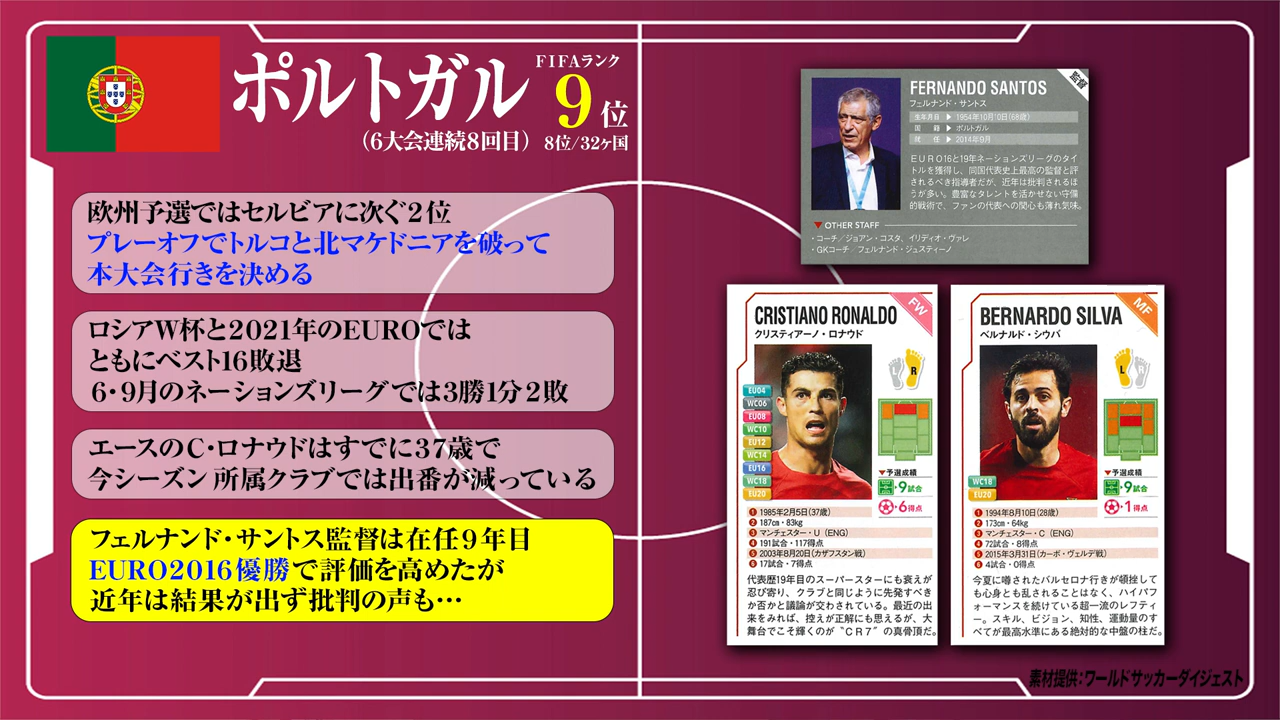 ポルトガル
FIFAランク
9位
(6大会連続8回目)
8位/32ヶ国
欧州予選ではセルビアに次ぐ2位
プレーオフでトルコと北マケドニアを破って
本大会行きを決める
ロシアW杯と2021年のEUROでは
ともにベスト16敗退
6・9月のネーションズリーグでは3勝1分2敗
エースのC・ロナウドはすでに37歳で
今シーズン 所属クラブでは出番が減っている
フェルナンド・サントス監督は在任9年目
EURO2016優勝で評価を高めたが
近年は結果が出ず批判の声も…
監督
FERNANDO SANTOS
フェルナンド・サントス
生年月日 ▶ 1954年10月10日(68歳)
国 籍 ▶ ポルトガル
就 任 ▶ 2014年9月
EURO16と19年ネーションズリーグのタイ
トルを獲得し、同国代表史上最高の監督と評
されるべき指導者だが、近年は批判されるほ
うが多い。豊富なタレントを活かせない守備
的戦術で、ファンの代表への関心も薄れ気味。
▼OTHER STAFF
・コーチ/ジョアン・コスタ、イリディオ・ヴァレ
・GKコーチ/フェルナンド・ジュスティーノ
FW
CRISTIANO RONALDO
クリスティアーノ・ロナウド
L R
EU04
WC06
EU08
WC10
EU12
WC14
EU16
WC18
EU20
▼予選成績
9試合
6得点
1 1985年2月5日(37歳)
2 187cm・83kg
3 マンチェスター・U(ENG)
4 191試合・117得点
5 2003年8月20日(カザフスタン戦)
6 17試合・7得点
代表歴19年目のスーパースターにも衰えが
忍び寄り、クラブと同じように先発すべき
か否かと議論が交わされている。最近の出
来をみれば、控えが正解にも思えるが、大
舞台でこそ輝くのが“CR7”の真骨頂だ。
MF
BERNARDO SILVA
ベルナルド・シウバ
L R
WC18
EU20
▼予選成績
9試合
1得点
1 1994年8月10日(28歳)
2 173cm・64kg
3 マンチェスター・C(ENG)
4 72試合・8得点
5 2015年3月31日(カーボ・ヴェルデ戦)
6 4試合・0得点
今夏に噂されたバルセロナ行きが頓挫して
も心身とも乱されることはなく、ハイパフ
ォーマンスを続けている超一流のレフティ
ー。スキル、ビジョン、知性、運動量のす
べてが最高水準にある絶対的な中盤の柱だ。
素材提供:ワールドサッカーダイジェスト